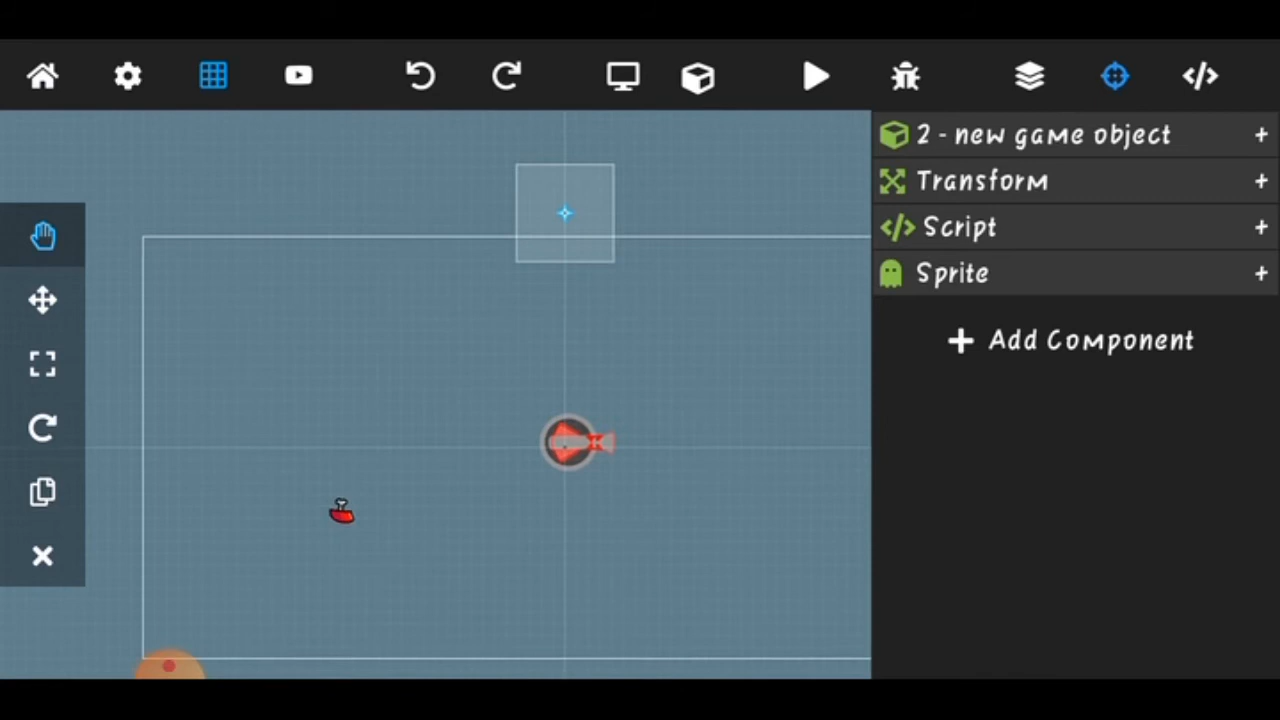 2 - new game object +
Transform +
</> Script +
Sprite +
+ Add Component